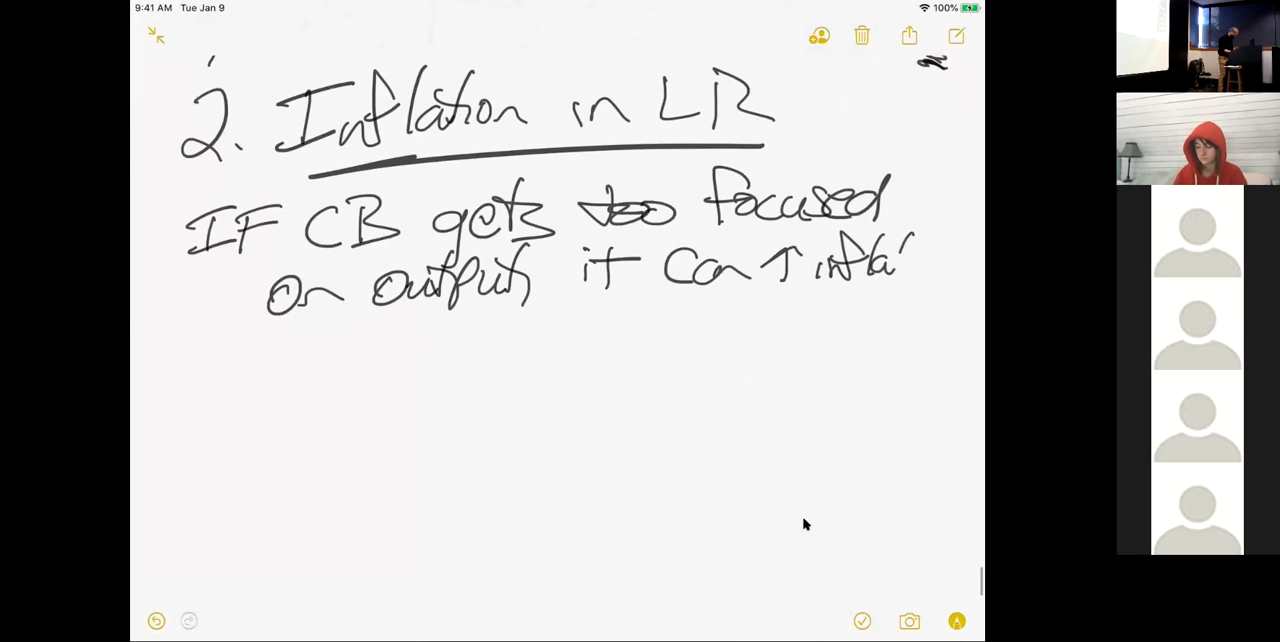 9:41 AM Tue Jan 9 100%
2. Inflation in LR
IF CB gets too focused
on output, it can ↑ infla